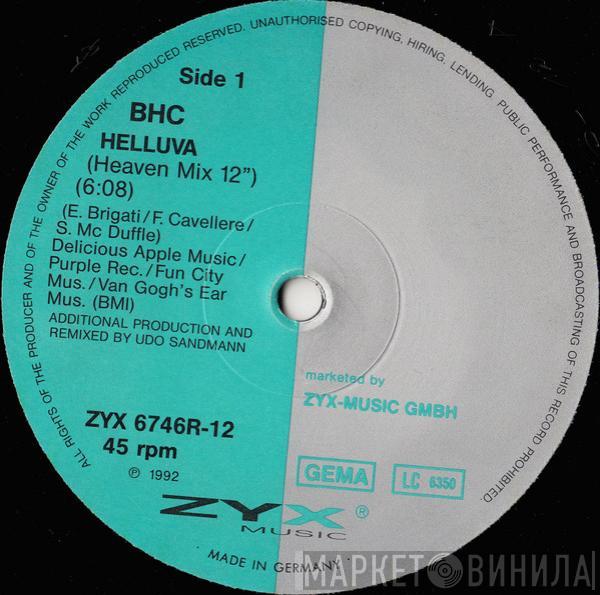 ALL RIGHTS OF THE PRODUCER AND OF THE OWNER OF THE WORK REPRODUCED RESERVED. UNAUTHORISED COPYING, HIRING, LENDING, PUBLIC PERFORMANCE AND BROADCASTING OF THIS RECORD PROHIBITED.
Side 1
BHC
HELLUVA
(Heaven Mix 12")
(6:08)
(E. Brigati/F. Cavellere/
S. Mc Duffle)
Delicious Apple Music/
Purple Rec./Fun City
Mus./Van Gogh's Ear
Mus. (BMI)
ADDITIONAL PRODUCTION AND
REMIXED BY UDO SANDMANN
marketed by
ZYX-MUSIC GMBH
ZYX 6746R-12
45 rpm
℗ 1992
GEMA
LC 6350
ZYX®
MUSIC
· MADE IN GERMANY ·
МАРКЕТ ВИНИЛА